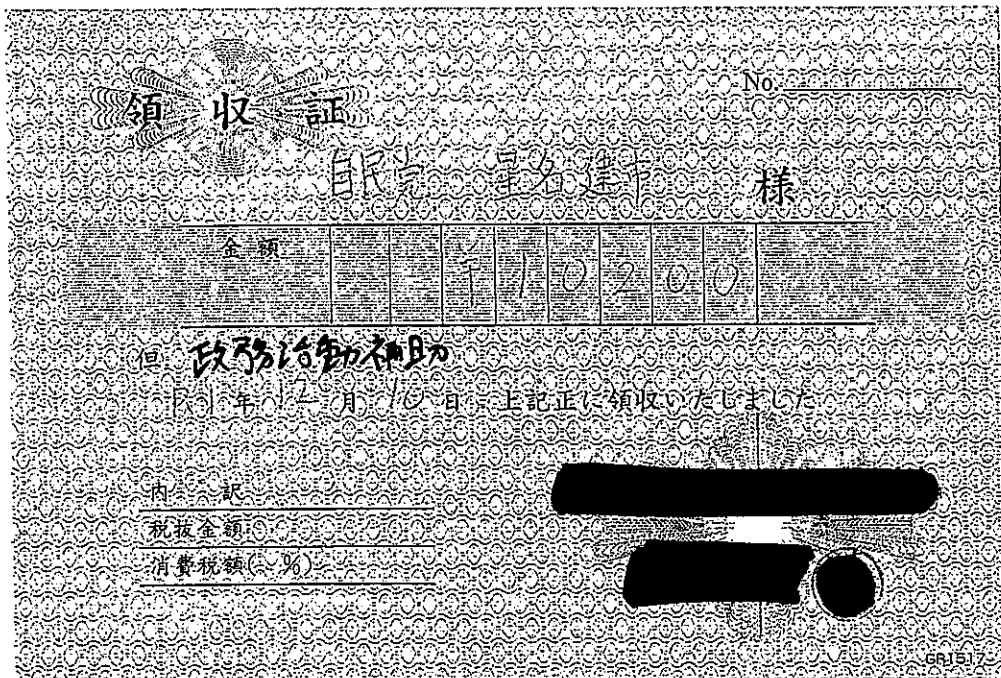 領収証
No.
自民党 星名建市 様
金額 ¥10200
但 政務活動補助
R1年12月10日 上記正に領収いたしました
内訳
税抜金額
消費税額( %)
GR1517